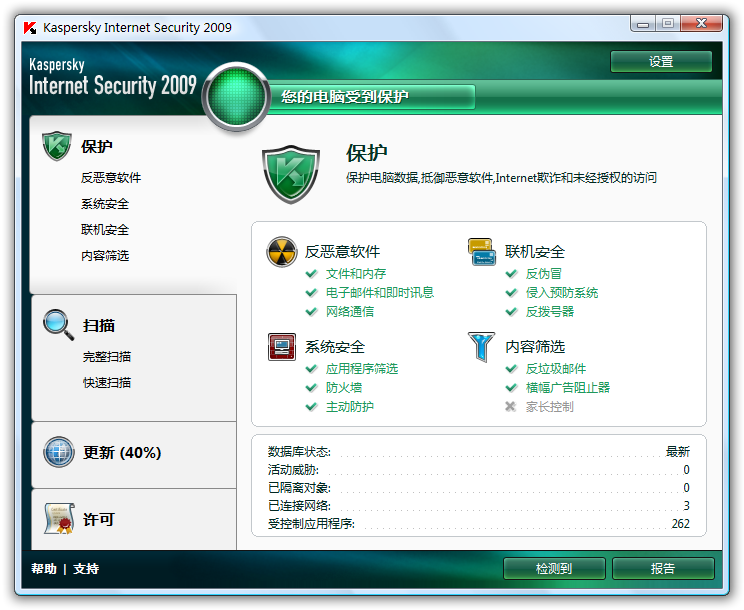 Kaspersky Internet Security 2009
Kaspersky
Internet Security 2009
设置
您的电脑受到保护
保护
反恶意软件
系统安全
联机安全
内容筛选
扫描
完整扫描
快速扫描
更新 (40%)
许可
保护
保护电脑数据,抵御恶意软件,Internet欺诈和未经授权的访问
反恶意软件
文件和内存
电子邮件和即时讯息
网络通信
联机安全
反伪冒
侵入预防系统
反拨号器
系统安全
应用程序筛选
防火墙
主动防护
内容筛选
反垃圾邮件
横幅广告阻止器
家长控制
数据库状态: 最新
活动威胁: 0
已隔离对象: 0
已连接网络: 3
受控制应用程序: 262
帮助 | 支持
检测到
报告